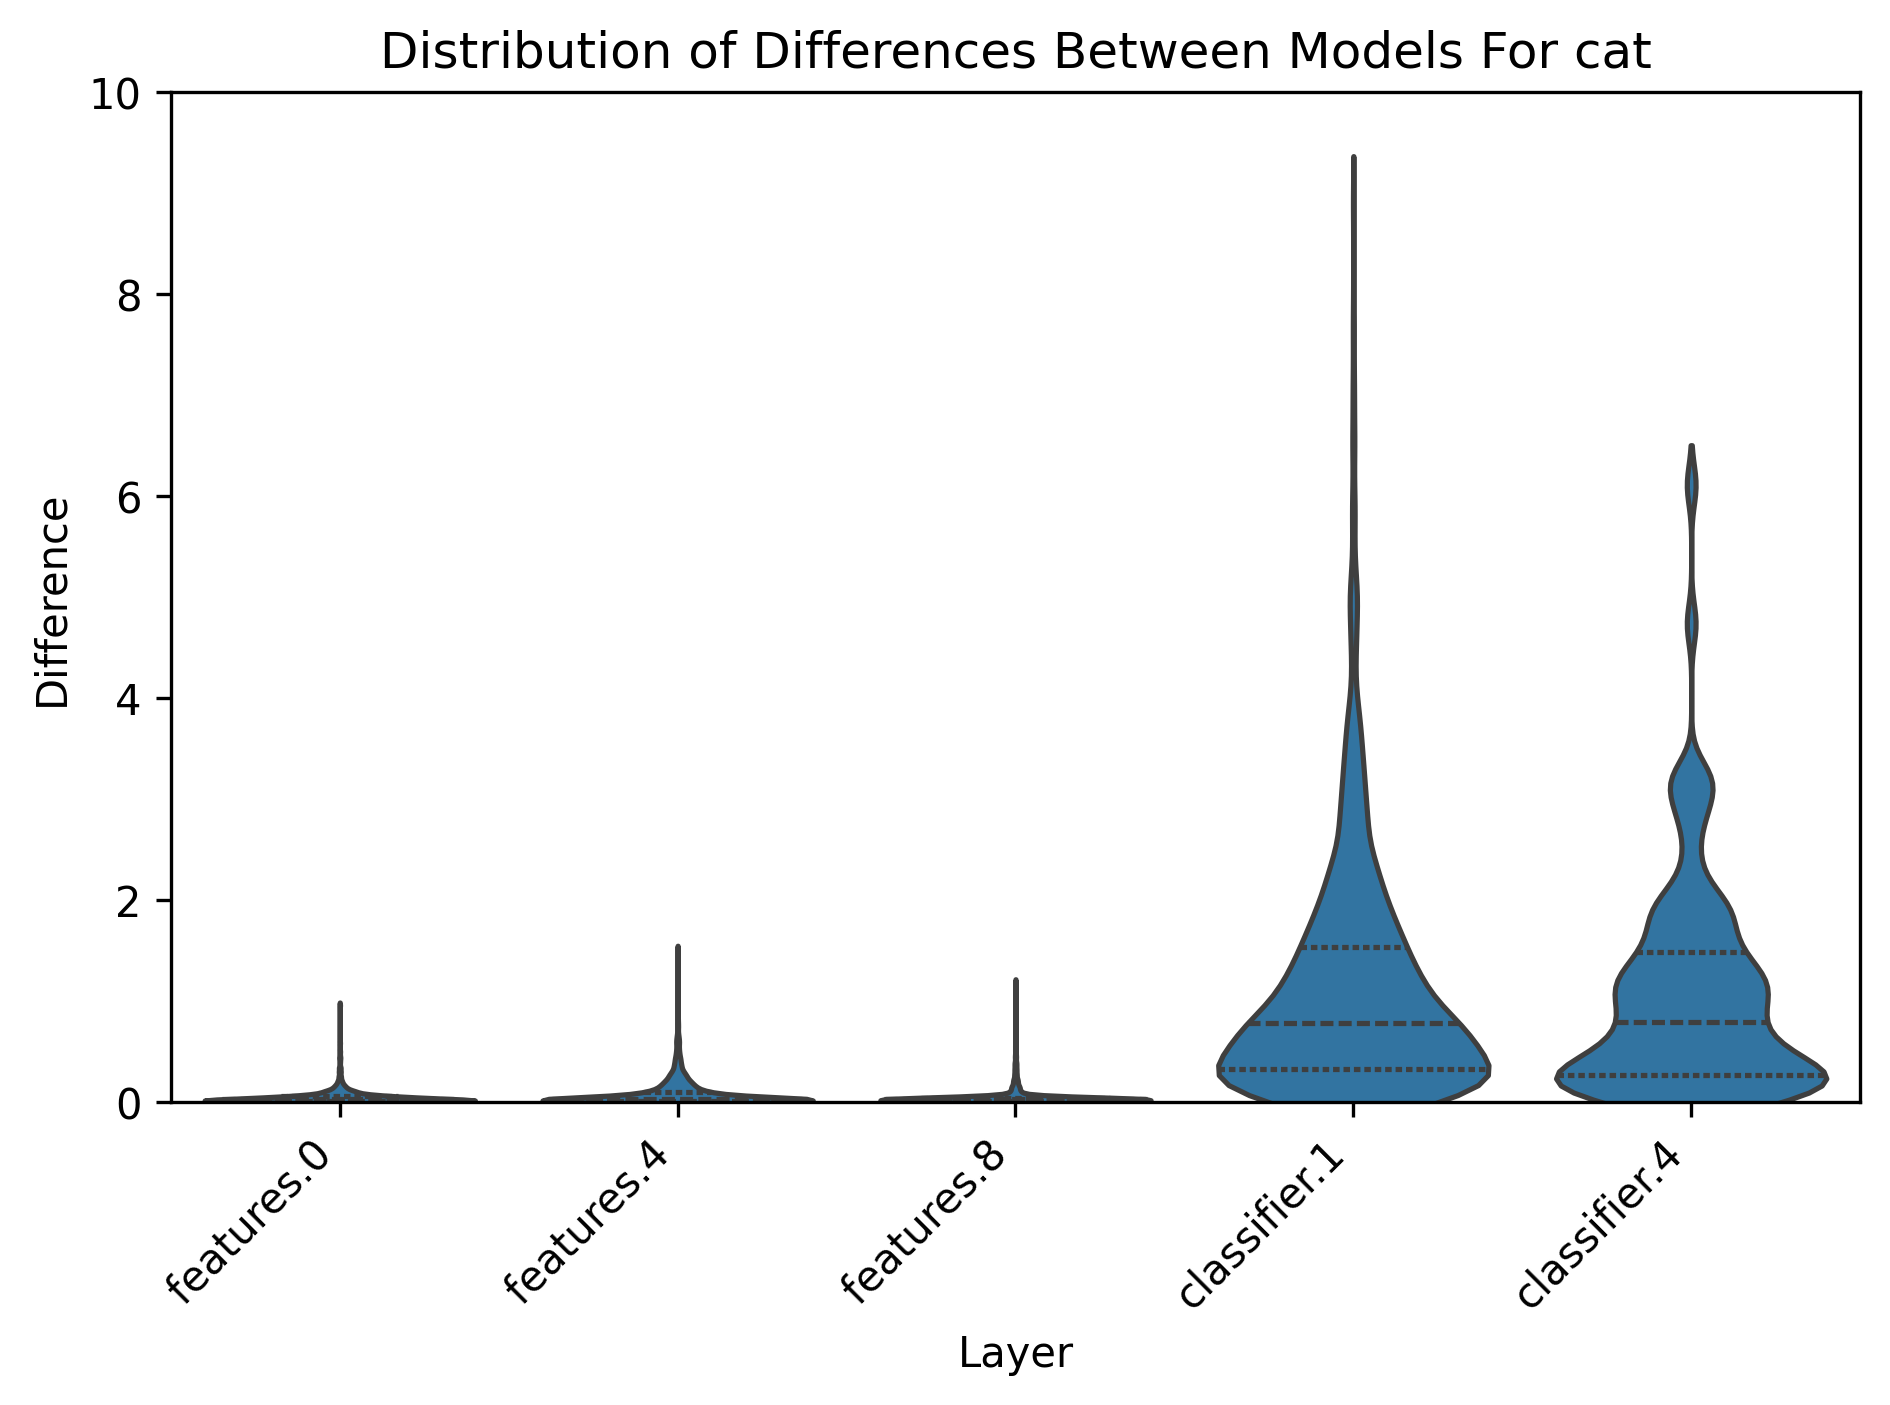 Distribution of Differences Between Models For cat
10
8
6
4
2
0
Difference
features.0
features.4
features.8
classifier.1
classifier.4
Layer